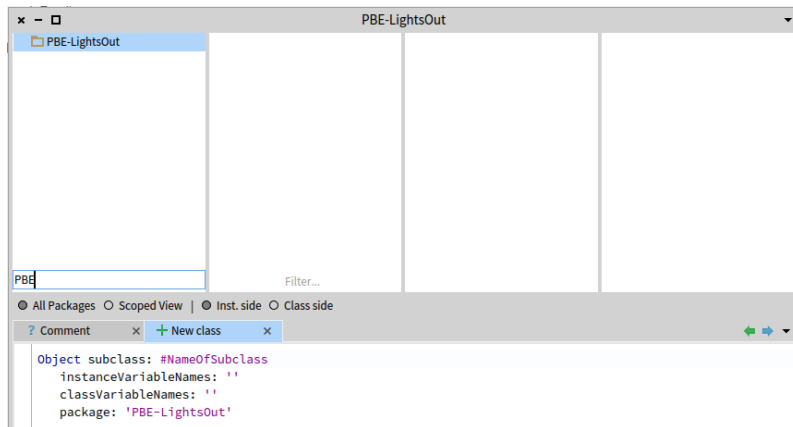 PBE-LightsOut
PBE-LightsOut
PBE
Filter...
All Packages Scoped View | Inst. side Class side
? Comment × + New class ×
Object subclass: #NameOfSubclass
instanceVariableNames: ''
classVariableNames: ''
package: 'PBE-LightsOut'